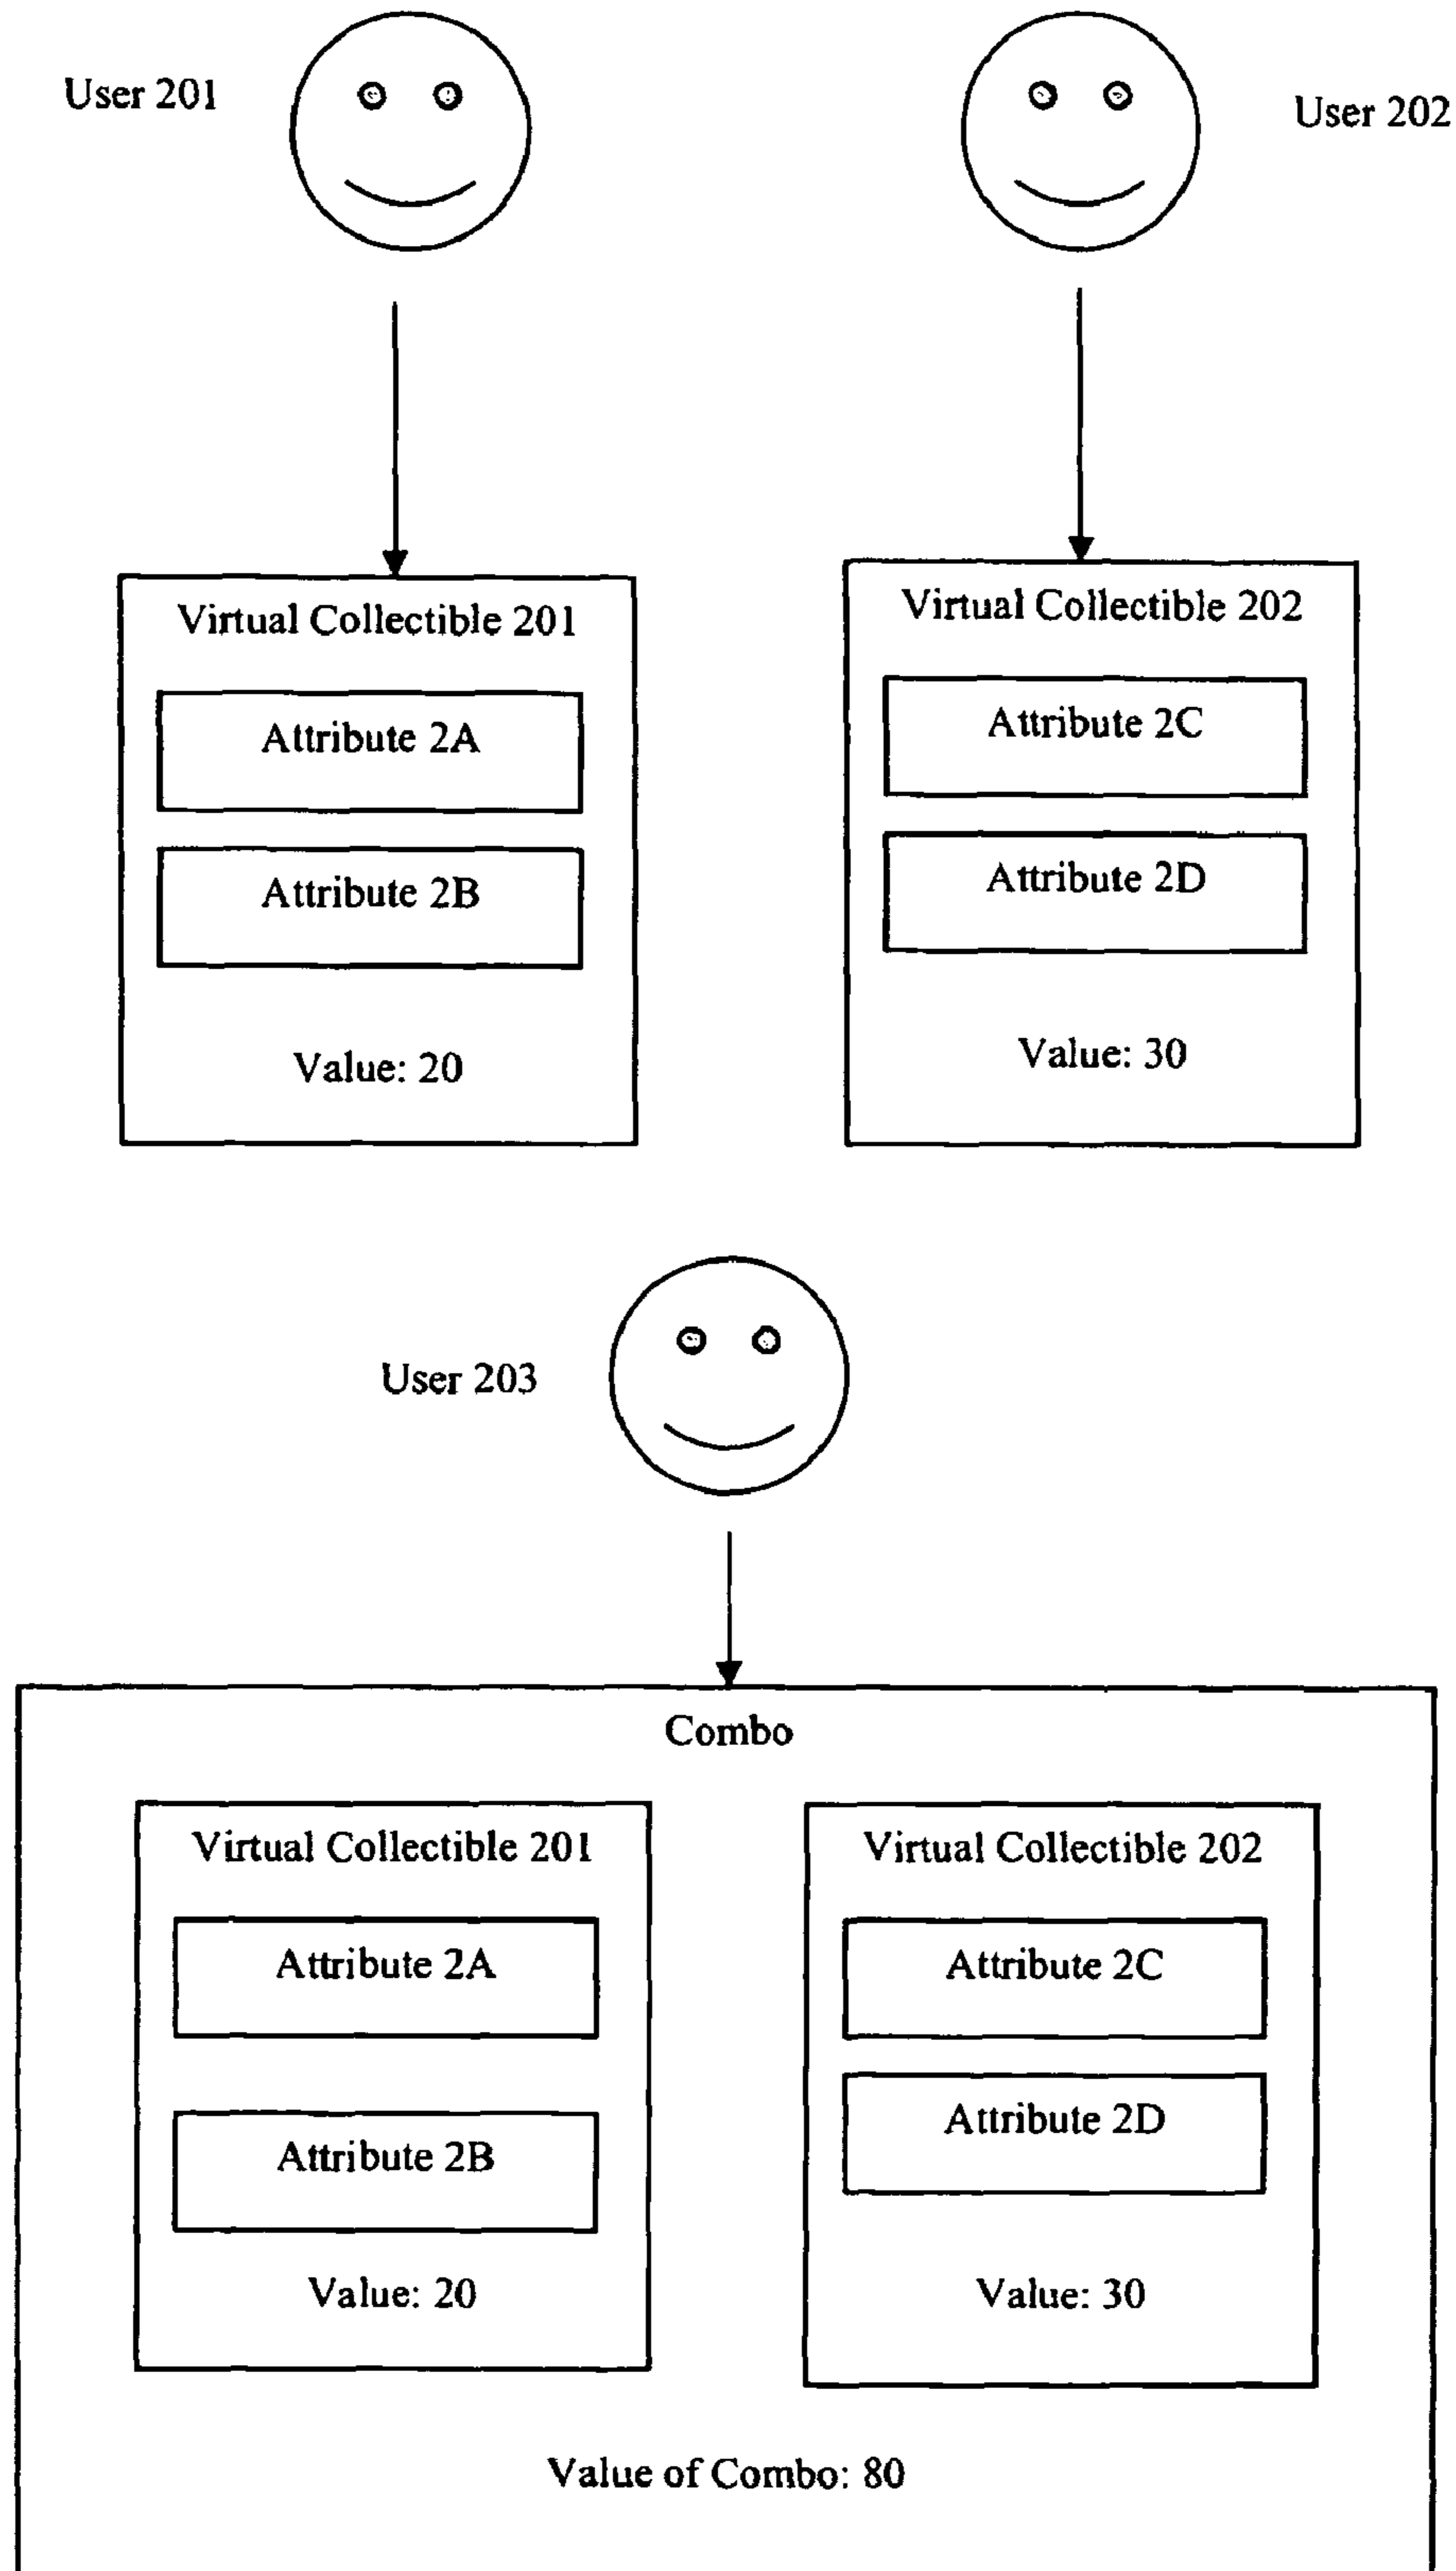 User 201
User 202
Virtual Collectible 201
Attribute 2A
Attribute 2B
Value: 20
Virtual Collectible 202
Attribute 2C
Attribute 2D
Value: 30
User 203
Combo
Virtual Collectible 201
Attribute 2A
Attribute 2B
Value: 20
Virtual Collectible 202
Attribute 2C
Attribute 2D
Value: 30
Value of Combo: 80